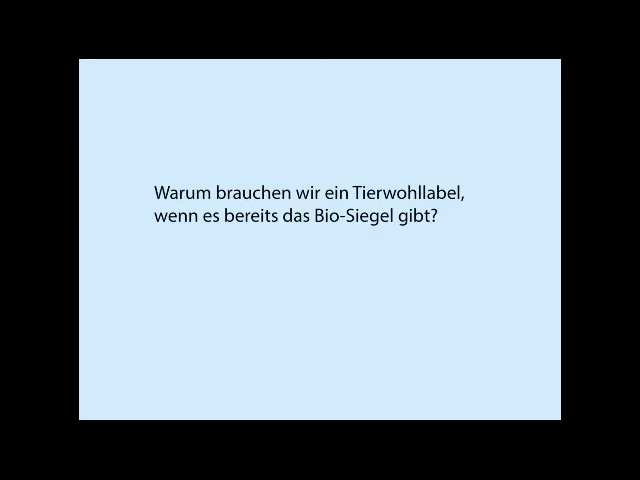 Warum brauchen wir ein Tierwohllabel,
wenn es bereits das Bio-Siegel gibt?